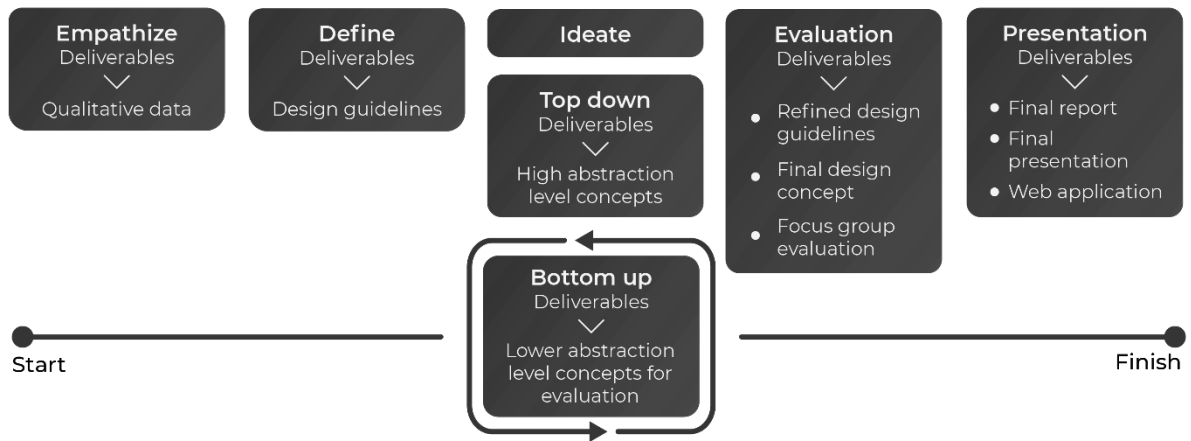 Empathize
Deliverables
Qualitative data
Define
Deliverables
Design guidelines
Ideate
Top down
Deliverables
High abstraction
level concepts
Bottom up
Deliverables
Lower abstraction
level concepts for
evaluation
Evaluation
Deliverables
Refined design
guidelines
Final design
concept
Focus group
evaluation
Presentation
Deliverables
Final report
Final
presentation
Web application
Start
Finish